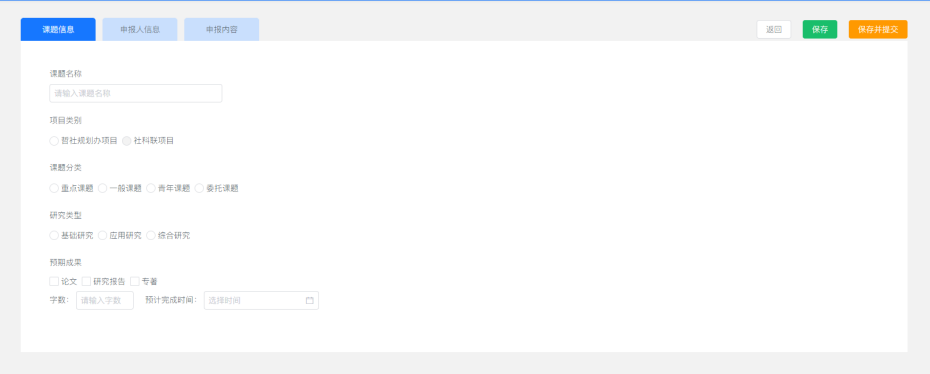 课题信息 申报人信息 申报内容 退回 保存 保存并提交
课题名称
请输入课题名称
项目类别
哲社规划办项目 社科联项目
课题分类
重点课题 一般课题 青年课题 委托课题
研究类型
基础研究 应用研究 综合研究
预期成果
论文 研究报告 专著
字数: 请输入字数 预计完成时间: 选择时间